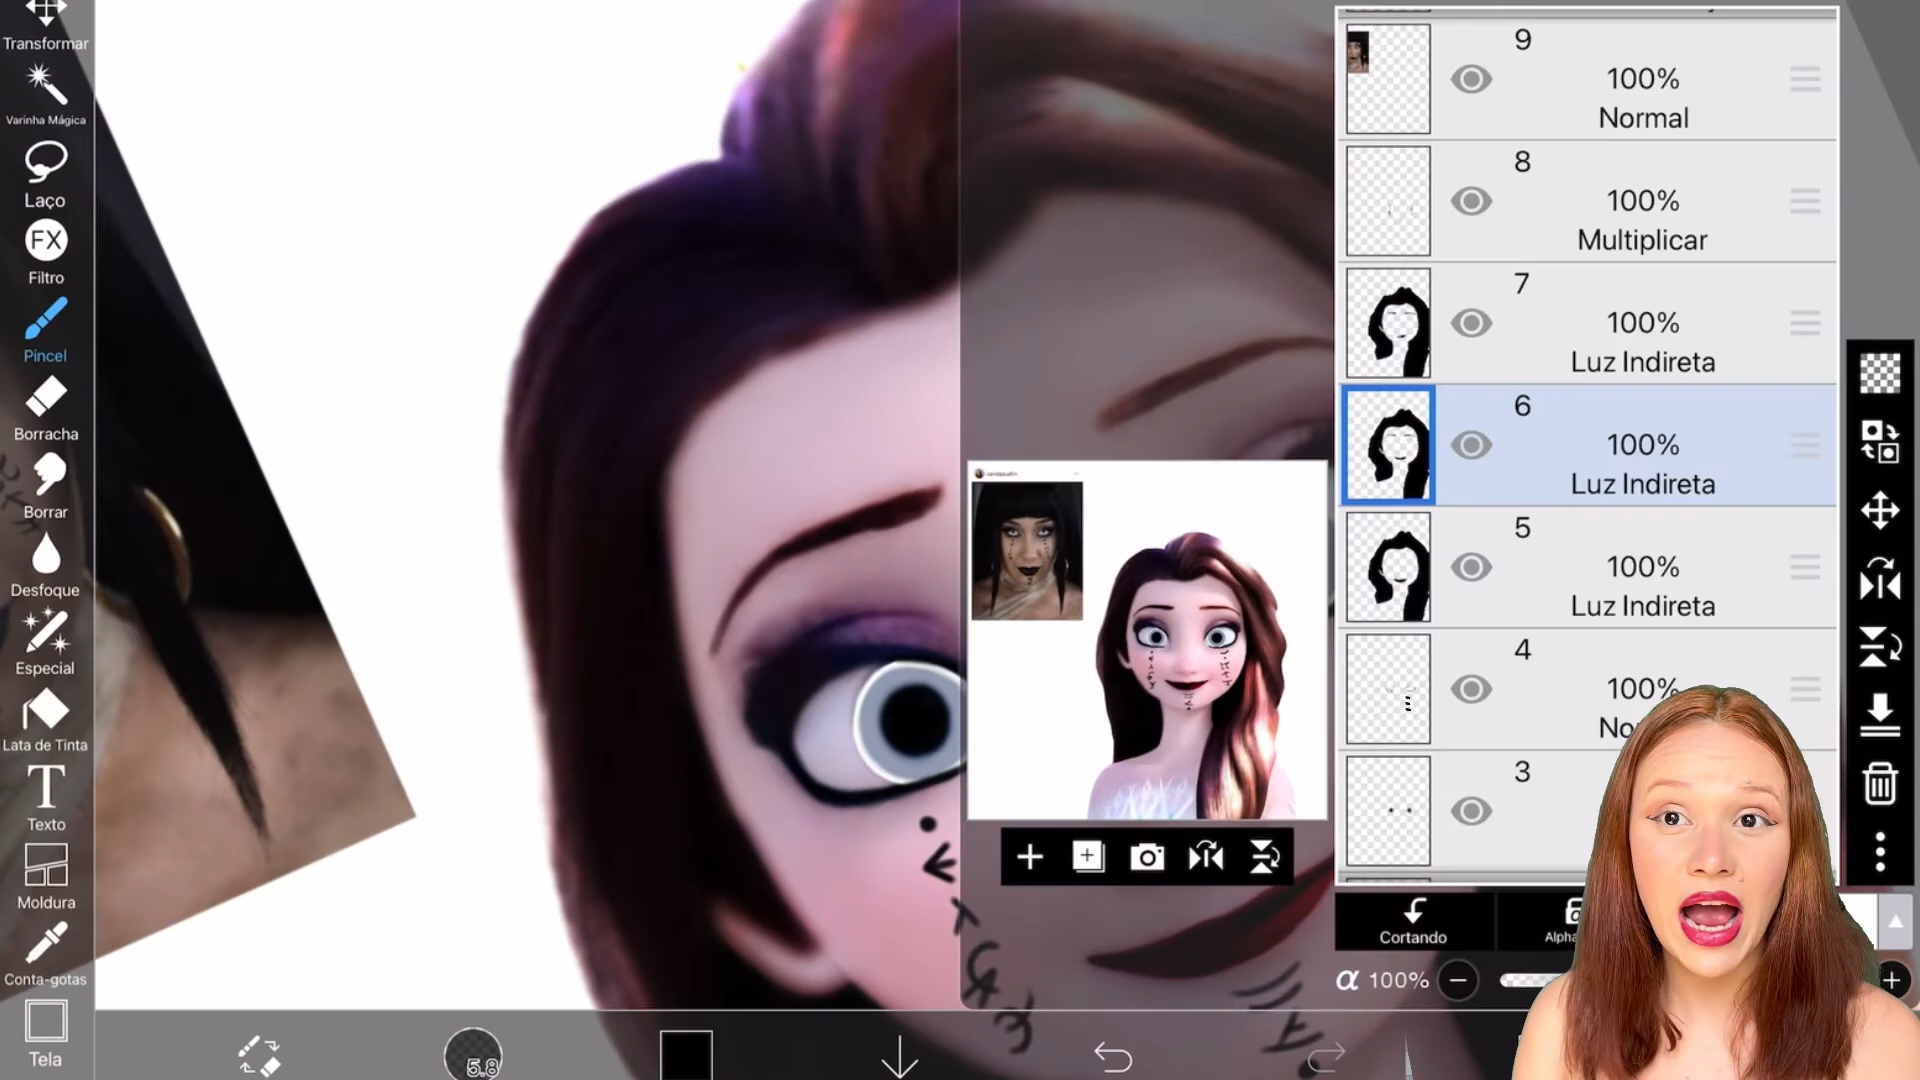 Transformar
Varinha Mágica
Laço
FX
Filtro
Pincel
Borracha
Borrar
Desfoque
Especial
Lata de Tinta
T
Texto
Moldura
Conta-gotas
Tela
5.8
9
100%
Normal
8
100%
Multiplicar
7
100%
Luz Indireta
6
100%
Luz Indireta
5
100%
Luz Indireta
4
100%
No
3
Cortando
Alpha
α 100%